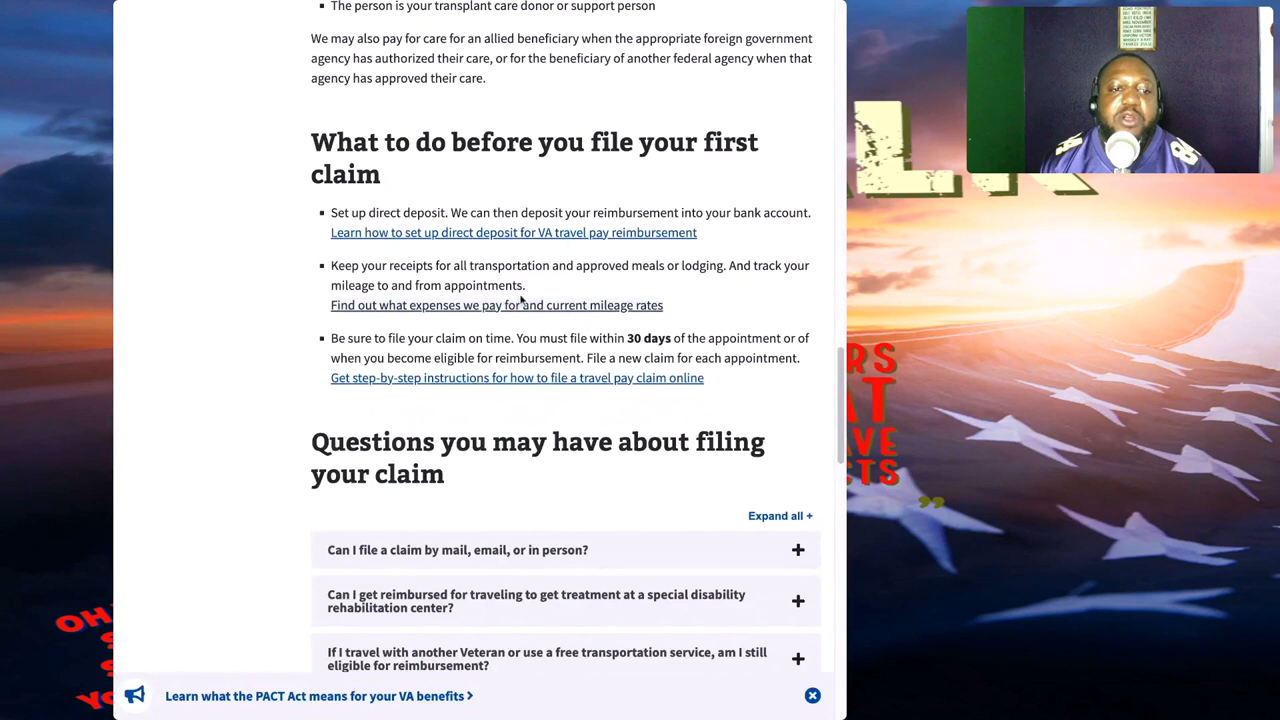 The person is your transplant care donor or support person
We may also pay for travel for an allied beneficiary when the appropriate foreign government
agency has authorized their care, or for the beneficiary of another federal agency when that
agency has approved their care.
What to do before you file your first
claim
Set up direct deposit. We can then deposit your reimbursement into your bank account.
Learn how to set up direct deposit for VA travel pay reimbursement
Keep your receipts for all transportation and approved meals or lodging. And track your
mileage to and from appointments.
Find out what expenses we pay for and current mileage rates
Be sure to file your claim on time. You must file within 30 days of the appointment or of
when you become eligible for reimbursement. File a new claim for each appointment.
Get step-by-step instructions for how to file a travel pay claim online
Questions you may have about filing
your claim
Expand all +
Can I file a claim by mail, email, or in person?
Can I get reimbursed for traveling to get treatment at a special disability
rehabilitation center?
If I travel with another Veteran or use a free transportation service, am I still
eligible for reimbursement?
Learn what the PACT Act means for your VA benefits
OH